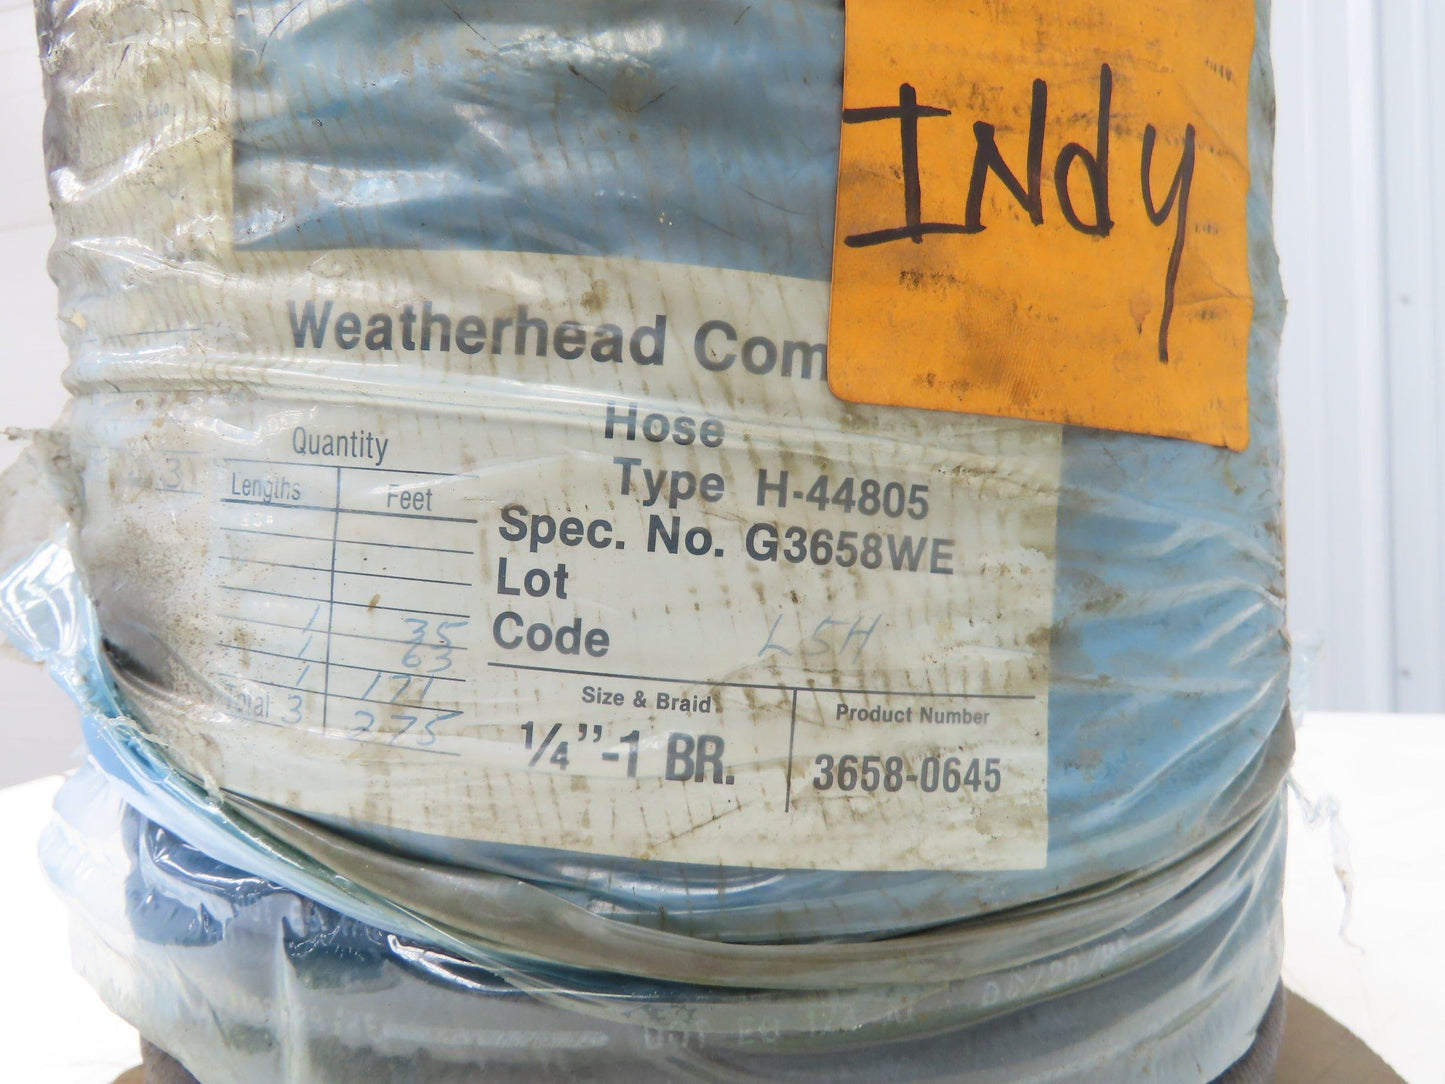 INdy
Weatherhead Com
Hose
Type H-44805
Spec. No. G3658WE
Lot
Code L5H
Quantity
Lengths Feet
1 35
1 63
1 171
Total 3 275
Size & Braid
1/4"-1 BR.
Product Number
3658-0645